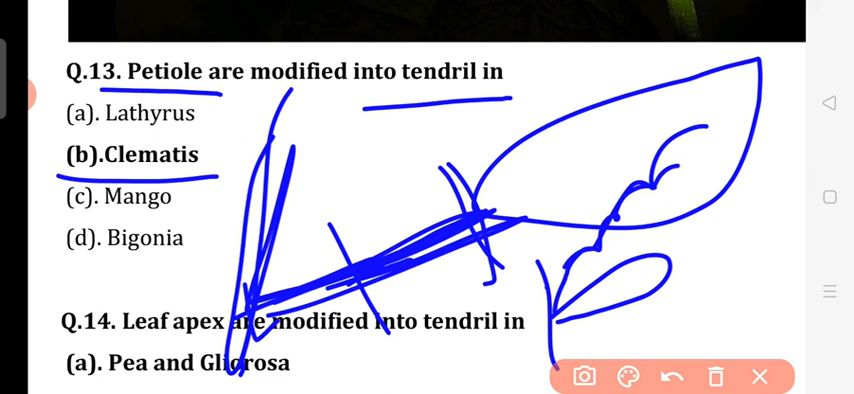 Q.13. Petiole are modified into tendril in
(a). Lathyrus
(b).Clematis
(c). Mango
(d). Bigonia
Q.14. Leaf apex are modified into tendril in
(a). Pea and Gliorosa